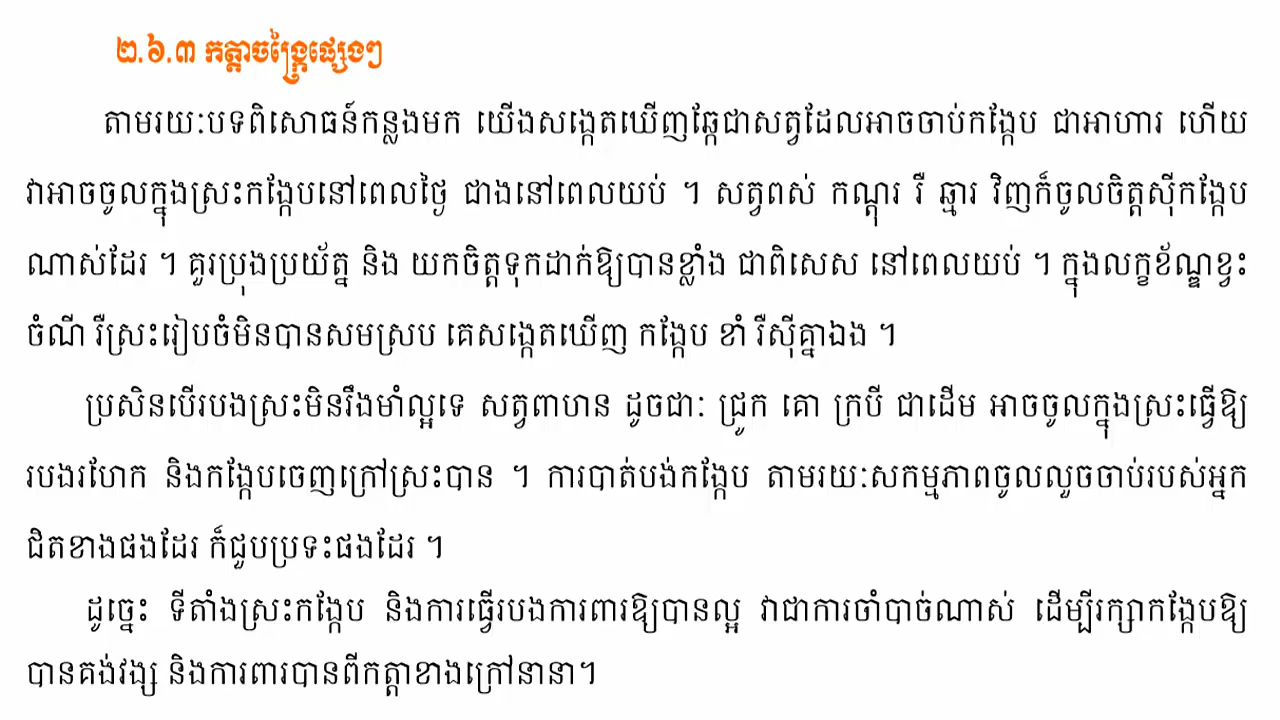 ២.៦.៣ កត្តាចង្រៃផ្សេងៗ
តាមរយ:បទពិសោធន៍កន្លងមក យើងសង្កេតឃើញឆ្កែជាសត្វដែលអាចចាប់កង្កែប ជាអាហារ ហើយ
វាអាចចូលក្នុងស្រះកង្កែបនៅពេលថ្ងៃ ជាងនៅពេលយប់ ។ សត្វពស់ កណ្តុរ រឺ ឆ្មារ វិញក៏ចូលចិត្តស៊ីកង្កែប
ណាស់ដែរ ។ គួរប្រុងប្រយ័ត្ន និង យកចិត្តទុកដាក់ឱ្យបានខ្លាំង ជាពិសេស នៅពេលយប់ ។ ក្នុងលក្ខខ័ណ្ឌខ្វះ
ចំណី រឺស្រះរៀបចំមិនបានសមស្រប គេសង្កេតឃើញ កង្កែប ខាំ រឺស៊ីគ្នាឯង ។
ប្រសិនបើរបងស្រះមិនរឹងមាំល្អទេ សត្វពាហន ដូចជា: ជ្រូក គោ ក្របី ជាដើម អាចចូលក្នុងស្រះធ្វើឱ្យ
របងរហែក និងកង្កែបចេញក្រៅស្រះបាន ។ ការបាត់បង់កង្កែប តាមរយ:សកម្មភាពចូលលួចចាប់របស់អ្នក
ជិតខាងផងដែរ ក៏ជួបប្រទះផងដែរ ។
ដូច្នេះ ទីតាំងស្រះកង្កែប និងការធ្វើរបងការពារឱ្យបានល្អ វាជាការចាំបាច់ណាស់ ដើម្បីរក្សាកង្កែបឱ្យ
បានគង់វង្ស និងការពារបានពីកត្តាខាងក្រៅនានា។